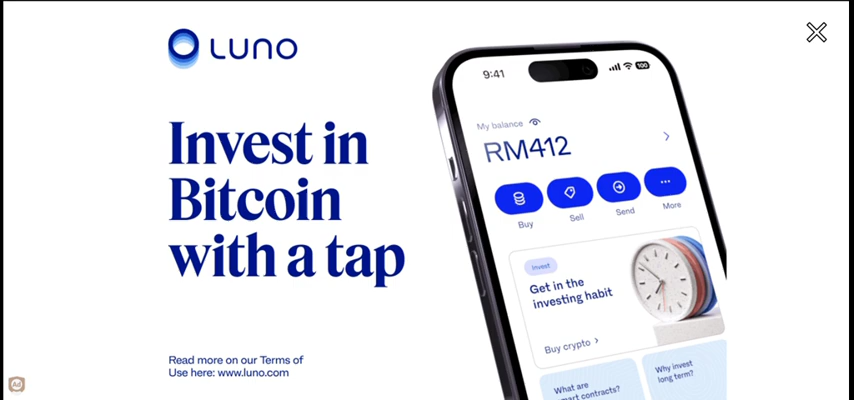 LUNO
Invest in
Bitcoin
with a tap
Read more on our Terms of
Use here: www.luno.com
9:41
100
My balance
RM412
Buy
Sell
Send
More
Invest
Get in the
investing habit
Buy crypto
What are
smart contracts?
Why invest
long term?
Ad